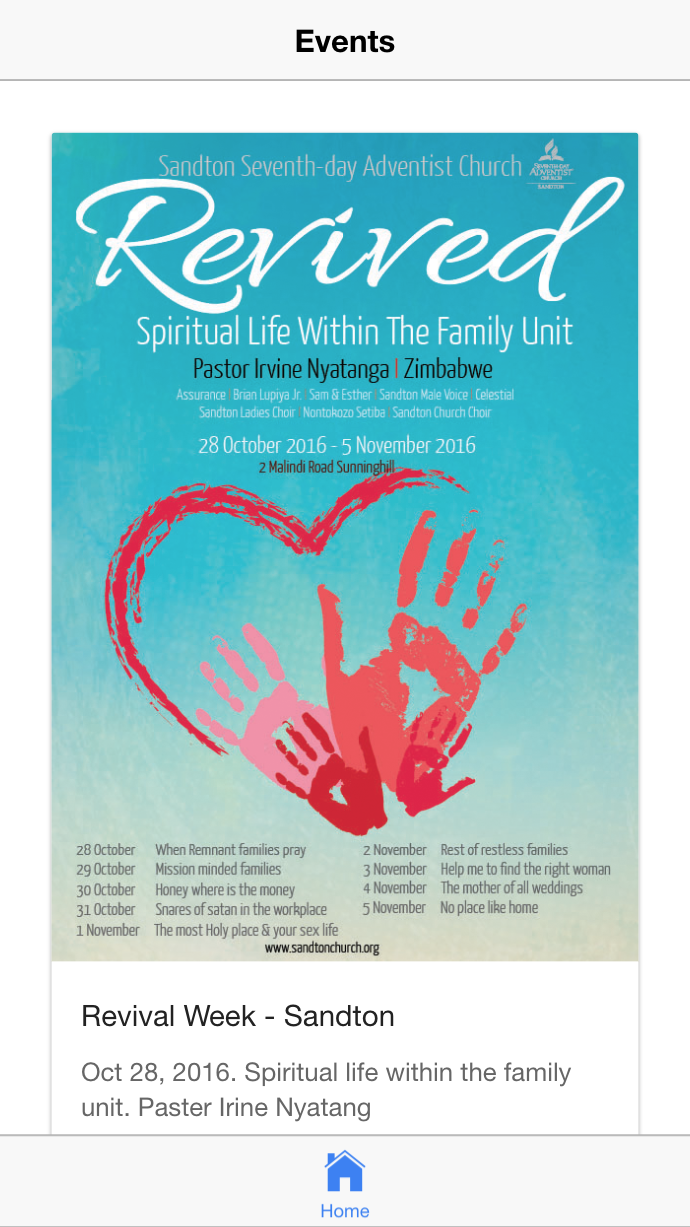 Events
Sandton Seventh-day Adventist Church
SEVENTH-DAY
ADVENTIST
CHURCH
SANDTON
Revived
Spiritual Life Within The Family Unit
Pastor Irvine Nyatanga | Zimbabwe
Assurance Brian Lupiya Jr. Sam & Esther Sandton Male Voice Celestial
Sandton Ladies Choir Nontokozo Setiba Sandton Church Choir
28 October 2016 - 5 November 2016
2 Malindi Road Sunninghill
28 October When Remnant families pray
29 October Mission minded families
30 October Honey where is the money
31 October Snares of satan in the workplace
1 November The most Holy place & your sex life
2 November Rest of restless families
3 November Help me to find the right woman
4 November The mother of all weddings
5 November No place like home
www.sandtonchurch.org
Revival Week - Sandton
Oct 28, 2016. Spiritual life within the family
unit. Paster Irine Nyatang
Home